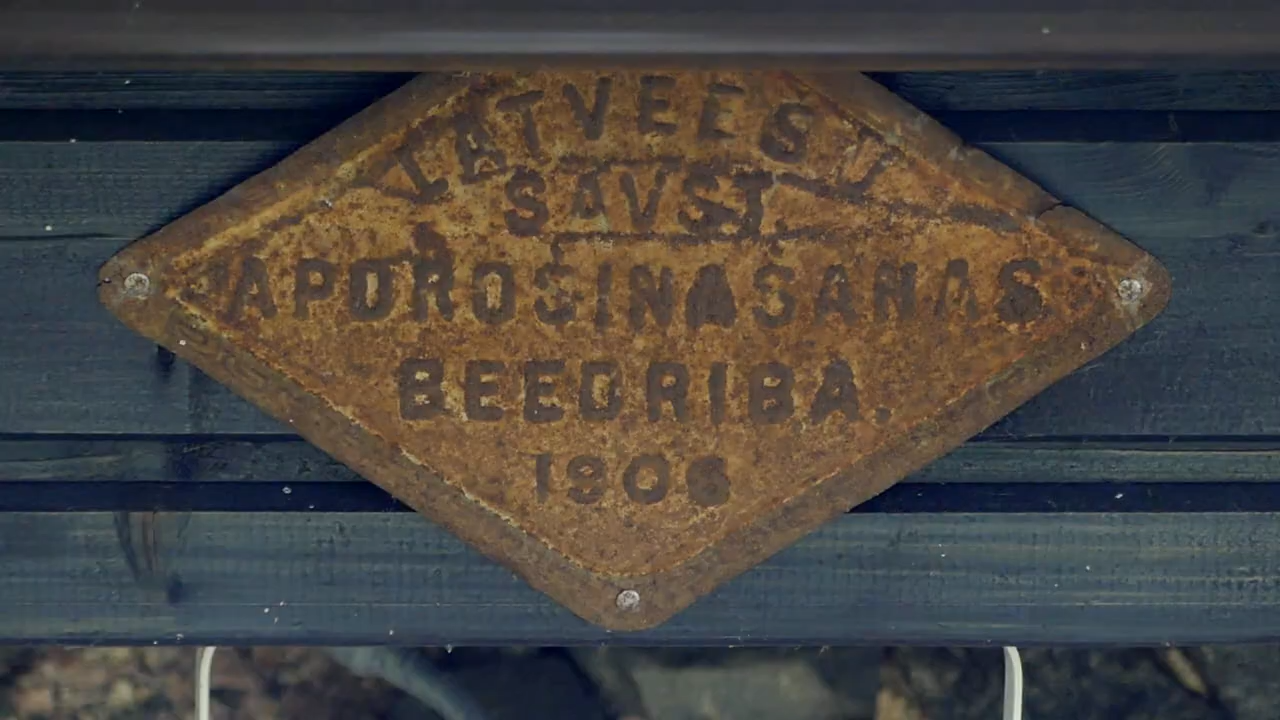 LATVEESU
SAVST.
APDROSINASANAS
BEEDRIBA.
1906